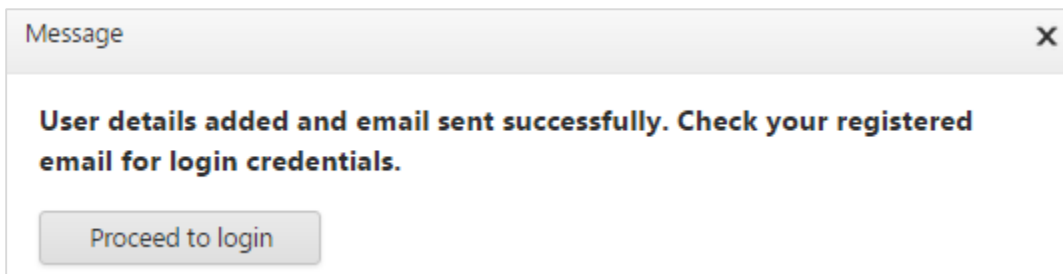 Message
User details added and email sent successfully. Check your registered
email for login credentials.
Proceed to login